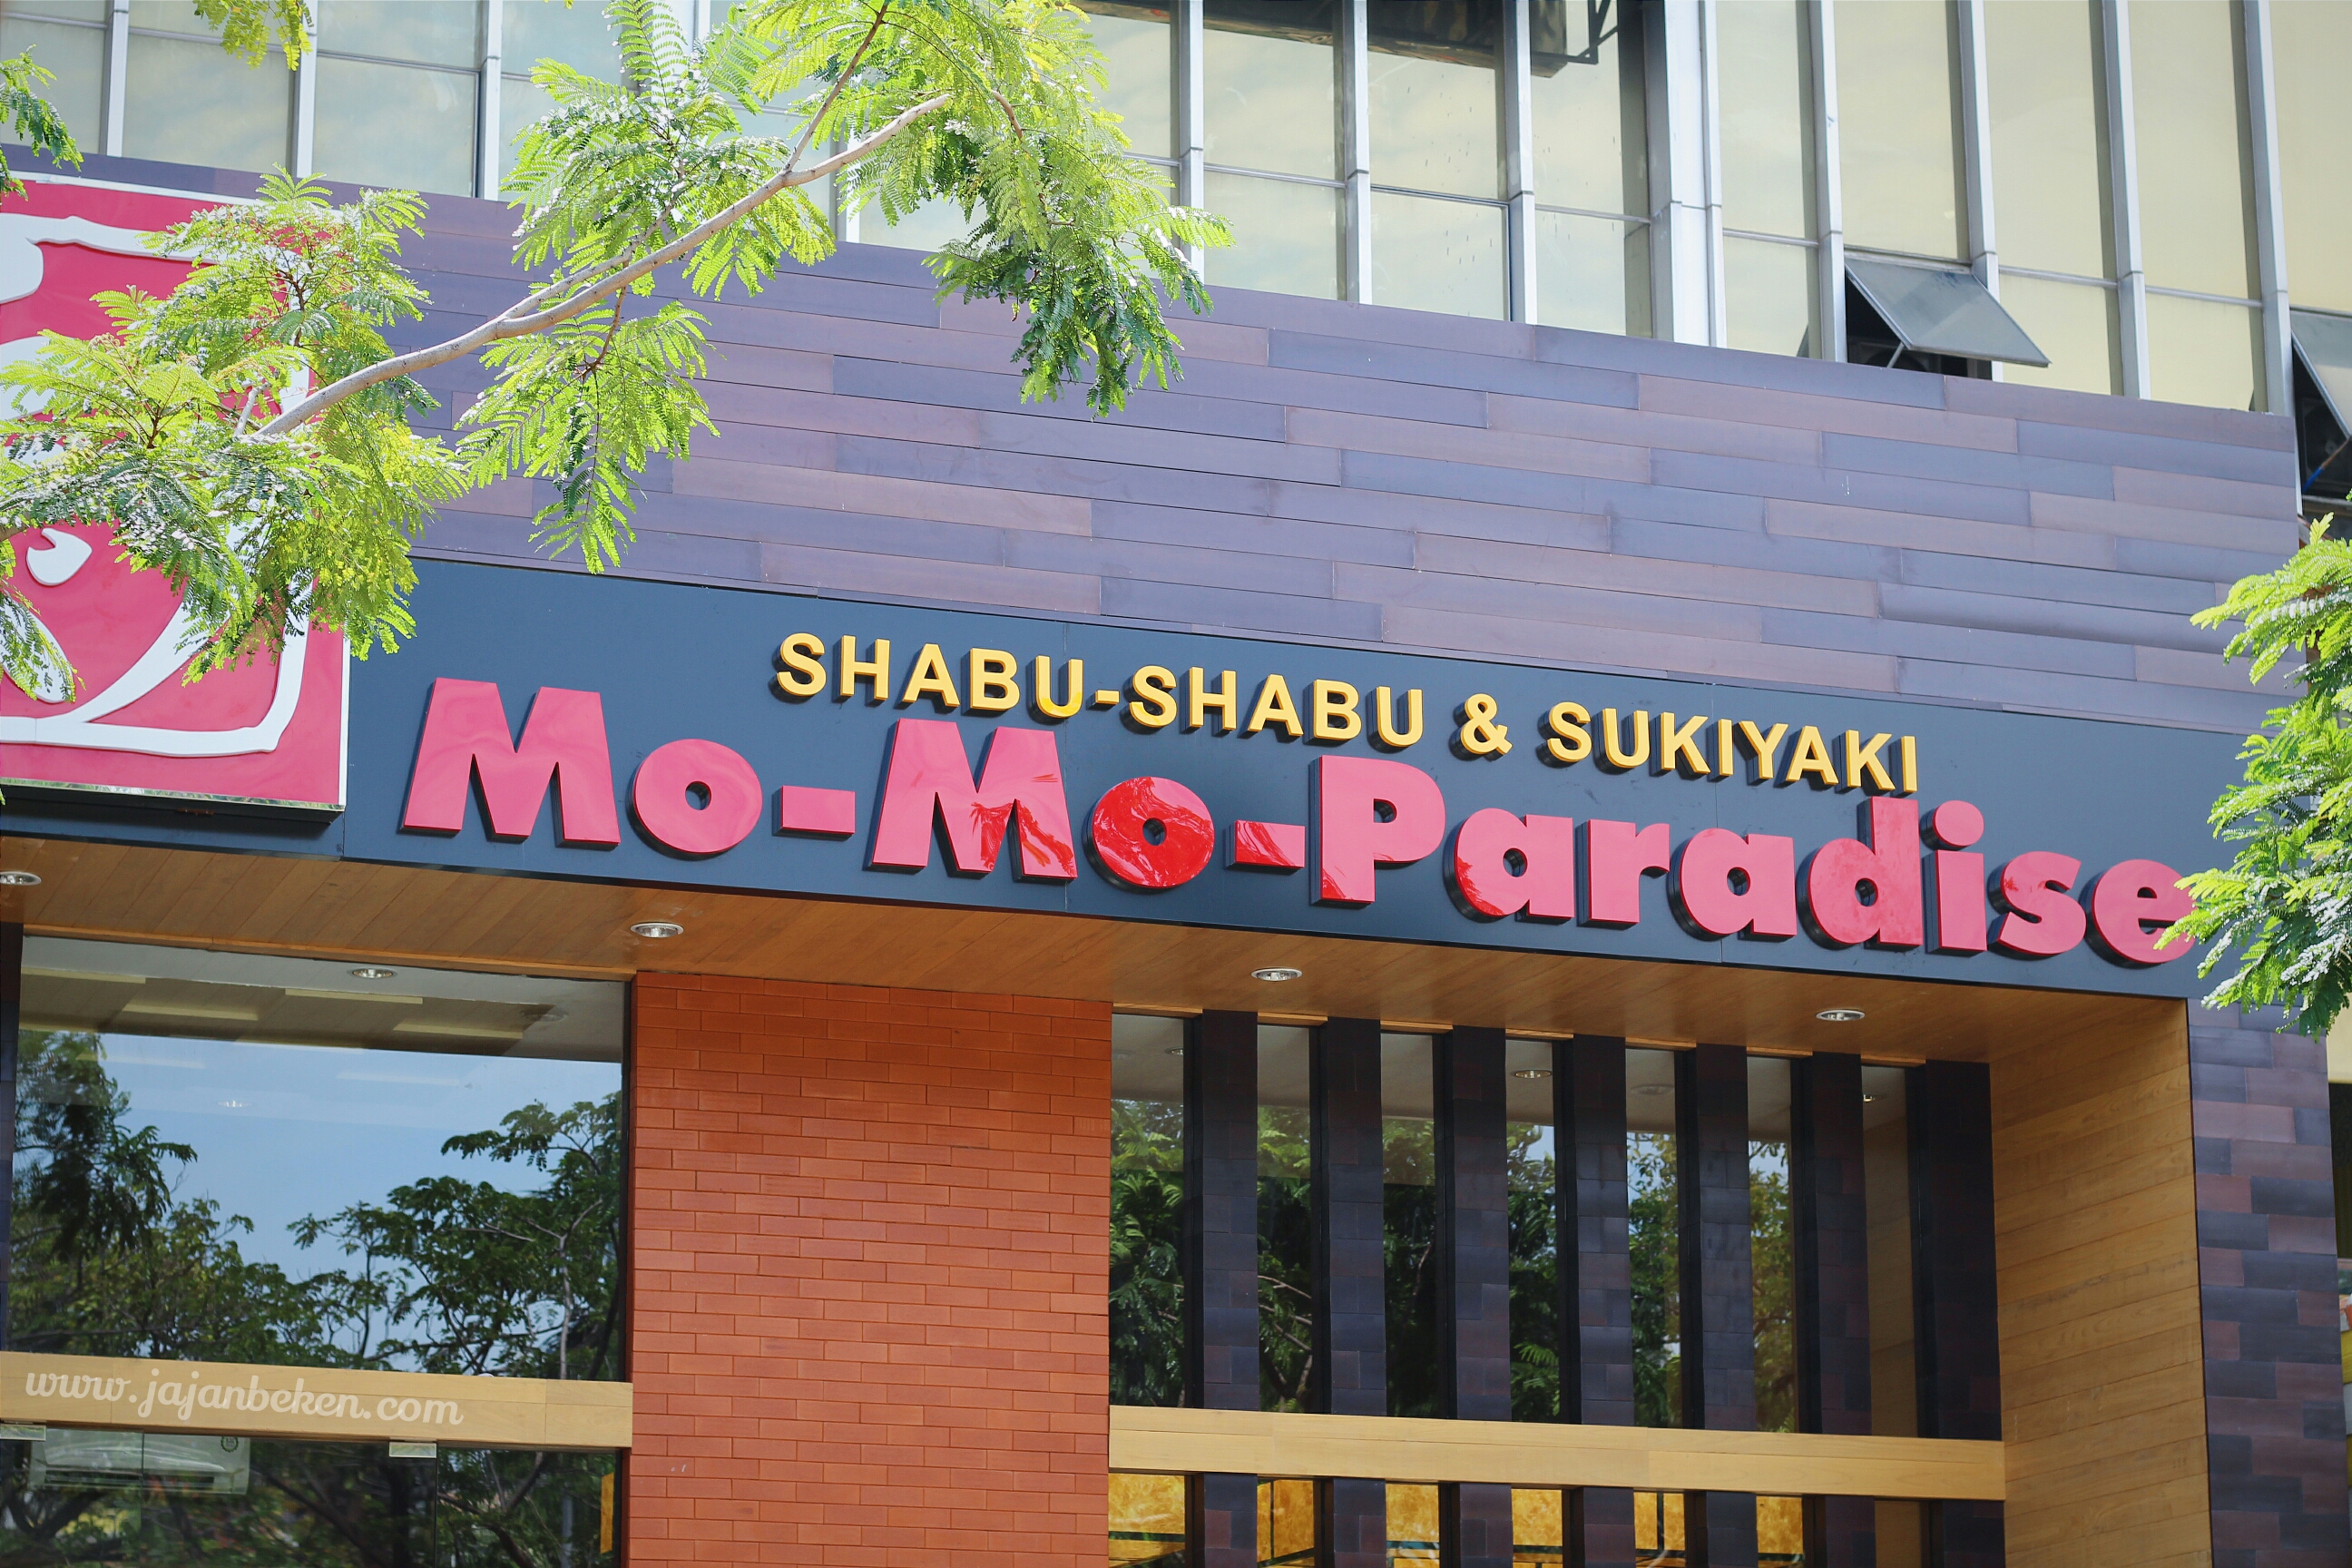 SHABU-SHABU & SUKIYAKI
Mo-Mo-Paradise
www.jajanbeken.com